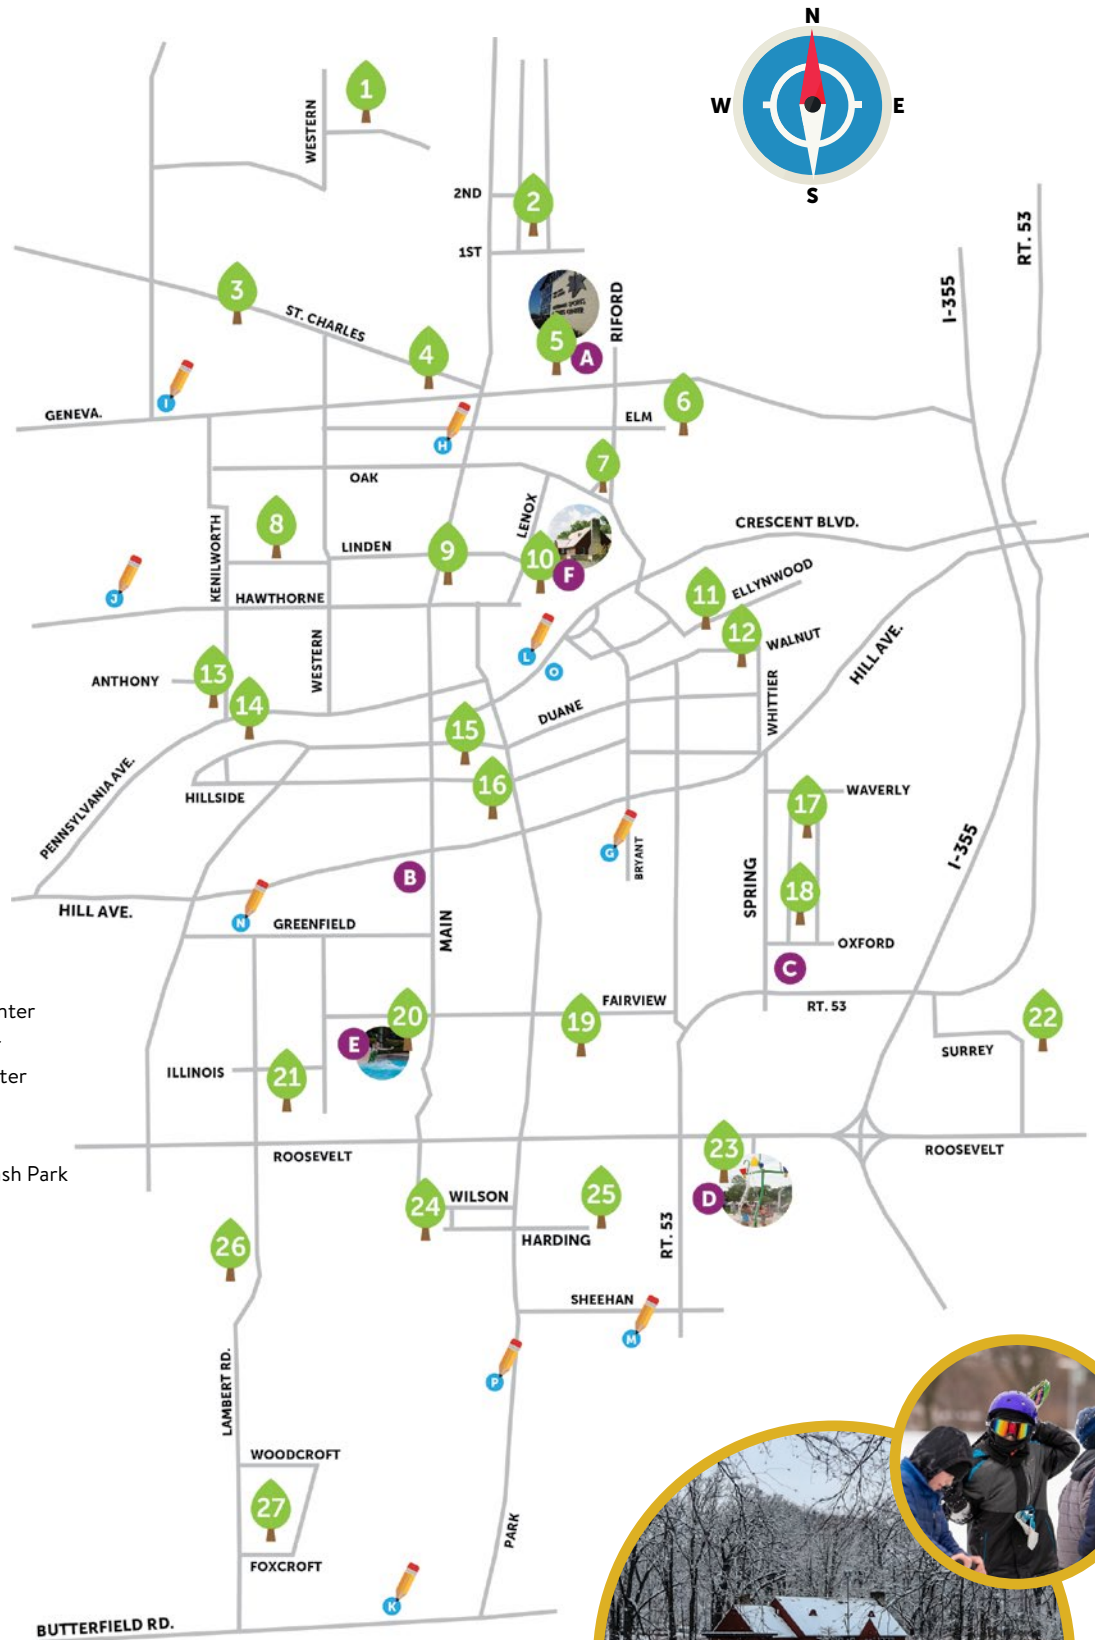 N
W
E
S
1
WESTERN
2ND
2
1ST
RT. 53
I-355
3
ST. CHARLES
RIFORD
4
5
A
I
6
GENEVA.
H
ELM
7
OAK
LENOX
8
KENILWORTH
LINDEN
9
10
F
CRESCENT BLVD.
J
HAWTHORNE
11
ELLYNWOOD
12
WALNUT
L
O
HILL AVE.
ANTHONY
13
WESTERN
14
15
DUANE
WHITTIER
16
HILLSIDE
PENNSYLVANIA AVE.
WAVERLY
17
G
BRYANT
I-355
B
SPRING
18
HILL AVE.
N
GREENFIELD
MAIN
OXFORD
C
nter
20
FAIRVIEW
19
RT. 53
22
E
SURREY
ter
ILLINOIS
21
ROOSEVELT
23
ROOSEVELT
sh Park
24
WILSON
25
D
HARDING
RT. 53
26
SHEEHAN
M
P
LAMBERT RD.
WOODCROFT
27
PARK
FOXCROFT
K
BUTTERFIELD RD.